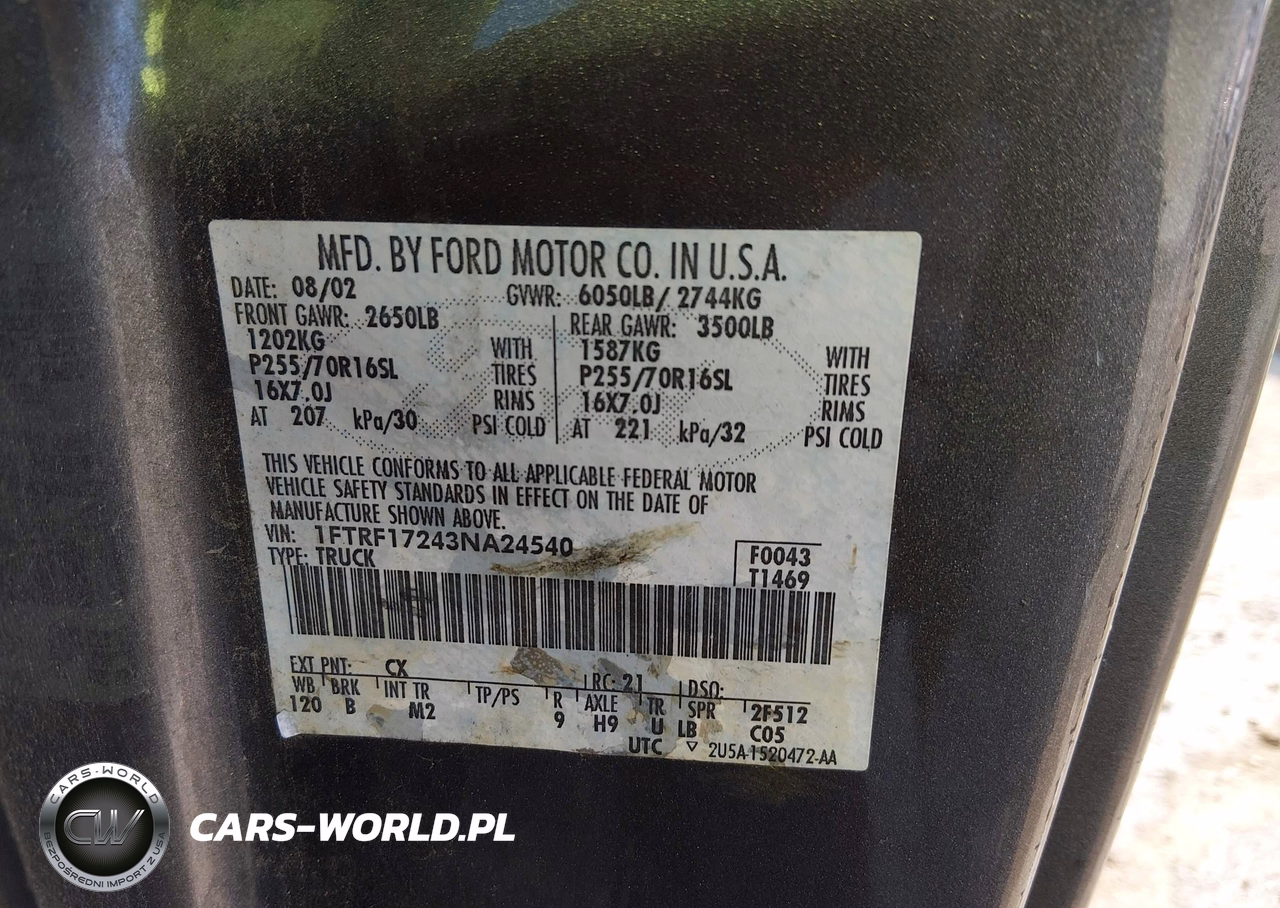 MFD. BY FORD MOTOR CO. IN U.S.A.
DATE: 08/02 GVWR: 6050LB/ 2744KG
FRONT GAWR: 2650LB REAR GAWR: 3500LB
1202KG WITH 1587KG WITH
P255/70R16SL TIRES P255/70R16SL TIRES
16X7.0J RIMS 16X7.0J RIMS
AT 207 kPa/30 PSI COLD AT 221 kPa/32 PSI COLD
THIS VEHICLE CONFORMS TO ALL APPLICABLE FEDERAL MOTOR
VEHICLE SAFETY STANDARDS IN EFFECT ON THE DATE OF
MANUFACTURE SHOWN ABOVE.
VIN: 1FTRF17243NA24540
TYPE: TRUCK
F0043
T1469
EXT PNT: CX RC: 21 DSO:
WB BRK INT TR TP/PS R AXLE TR SPR 2F512
120 B M2 9 H9 U LB C05
UTC ▽ 2U5A-1520472-AA
CARS-WORLD
CW
BEZPOŚREDNI IMPORT Z USA
CARS-WORLD.PL